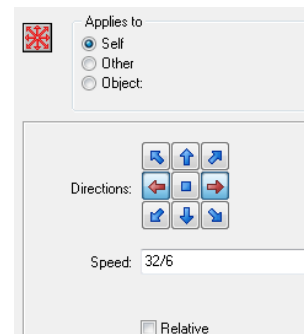 Applies to
Self
Other
Object:
Directions:
Speed: 32/6
Relative